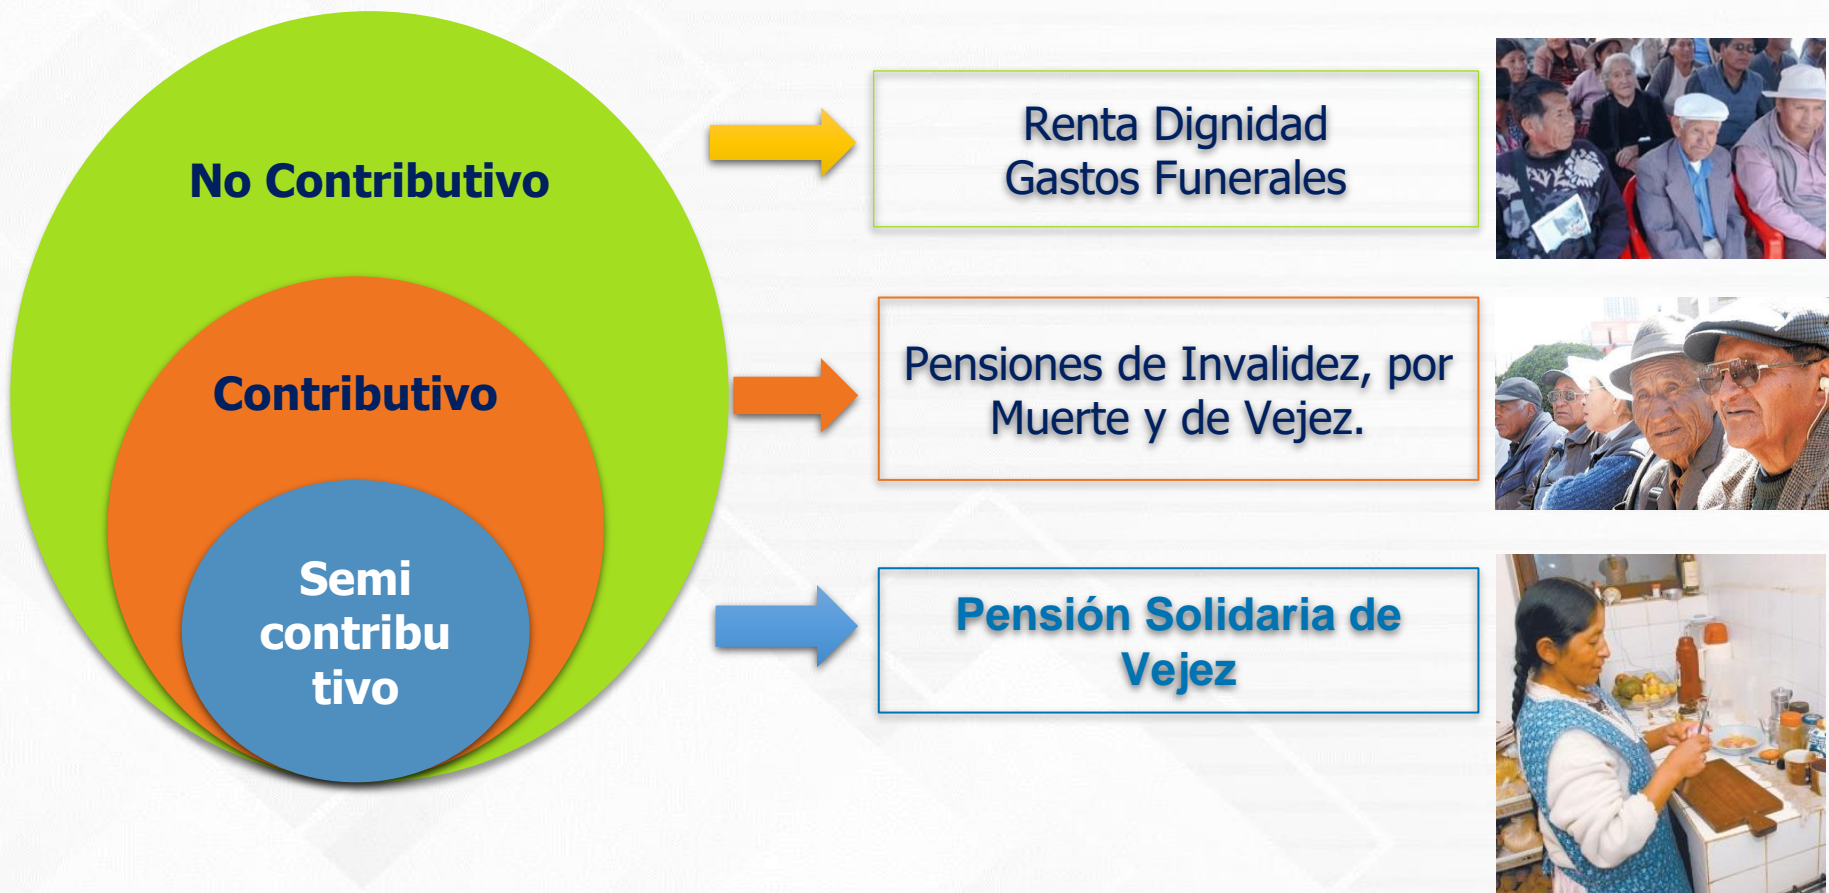 No Contributivo
Renta Dignidad
Gastos Funerales
Contributivo
Pensiones de Invalidez, por
Muerte y de Vejez.
Semi
contribu
tivo
Pensión Solidaria de
Vejez